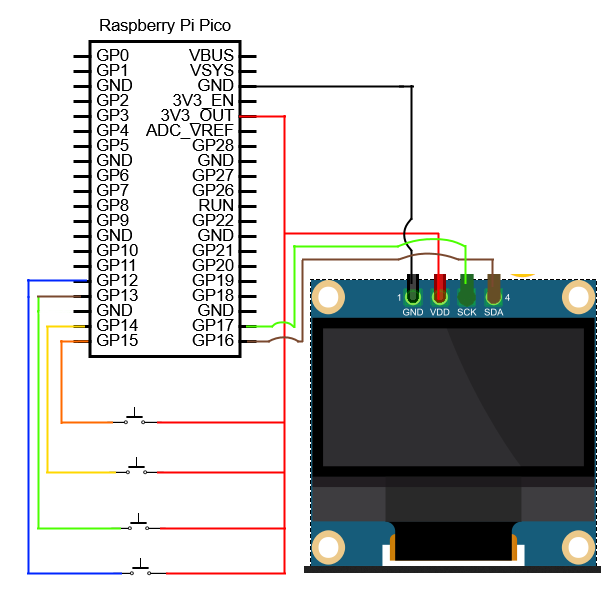 Raspberry Pi Pico
GP0 VBUS
GP1 VSYS
GND GND
GP2 3V3_EN
GP3 3V3_OUT
GP4 ADC_VREF
GP5 GP28
GND GND
GP6 GP27
GP7 GP26
GP8 RUN
GP9 GP22
GND GND
GP10 GP21
GP11 GP20
GP12 GP19
GP13 GP18
GND GND
GP14 GP17
GP15 GP16
1 4
GND VDD SCK SDA